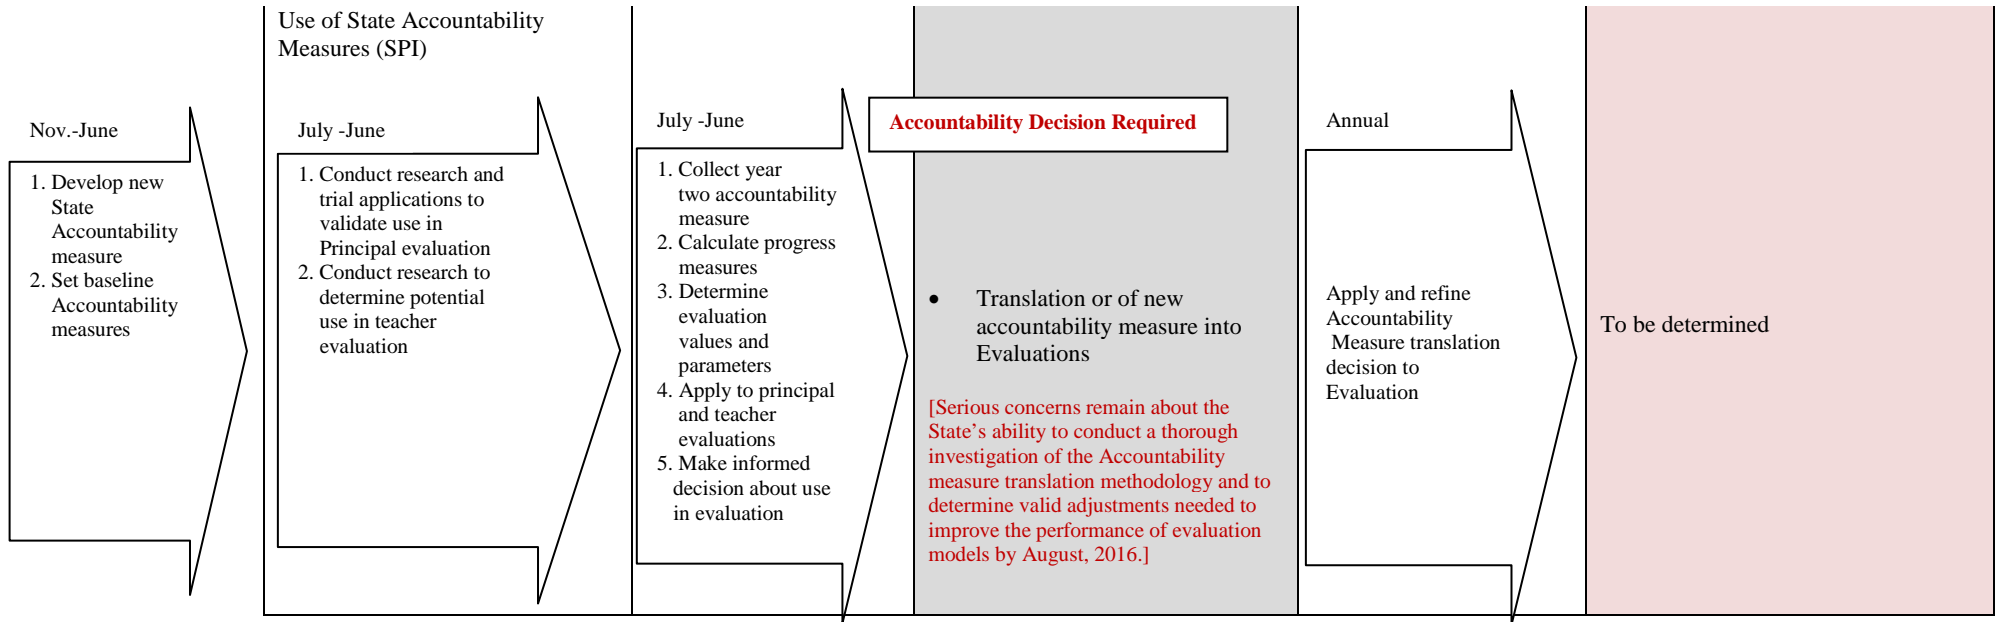 Use of State Accountability
Measures (SPI)
Nov.-June
1. Develop new
State
Accountability
measure
2. Set baseline
Accountability
measures
July -June
1. Conduct research and
trial applications to
validate use in
Principal evaluation
2. Conduct research to
determine potential
use in teacher
evaluation
July -June
1. Collect year
two accountability
measure
2. Calculate progress
measures
3. Determine
evaluation
values and
parameters
4. Apply to principal
and teacher
evaluations
5. Make informed
decision about use
in evaluation
Accountability Decision Required
• Translation or of new
accountability measure into
Evaluations
[Serious concerns remain about the
State’s ability to conduct a thorough
investigation of the Accountability
measure translation methodology and to
determine valid adjustments needed to
improve the performance of evaluation
models by August, 2016.]
Annual
Apply and refine
Accountability
Measure translation
decision to
Evaluation
To be determined